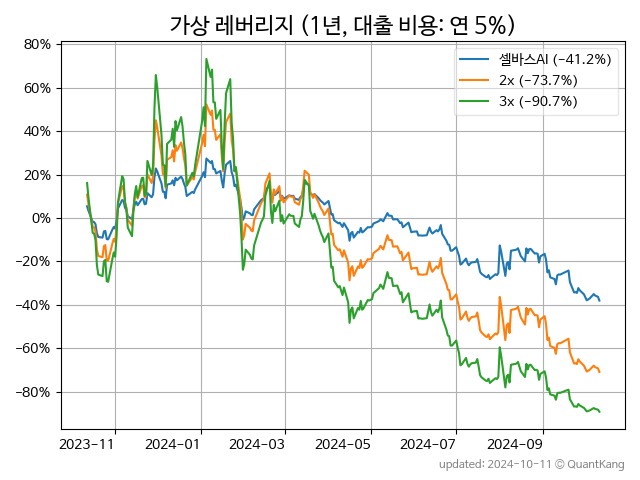 가상 레버리지 (1년, 대출 비용: 연 5%)
80%
60%
40%
20%
0%
−20%
−40%
−60%
−80%
셀바스AI (-41.2%)
2x (-73.7%)
3x (-90.7%)
2023-11 2024-01 2024-03 2024-05 2024-07 2024-09
updated: 2024-10-11 © QuantKang